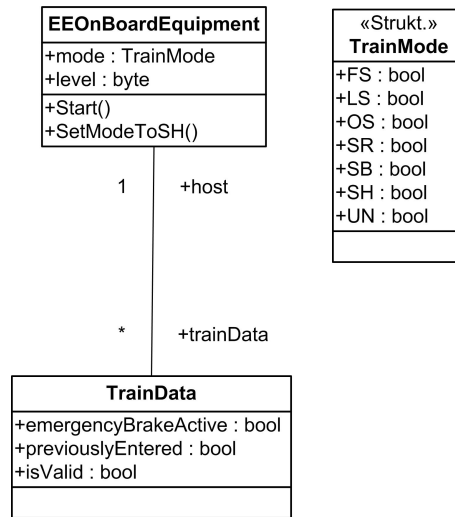 EEOnBoardEquipment
+mode : TrainMode
+level : byte
+Start()
+SetModeToSH()
«Strukt.»
TrainMode
+FS : bool
+LS : bool
+OS : bool
+SR : bool
+SB : bool
+SH : bool
+UN : bool
1 +host
* +trainData
TrainData
+emergencyBrakeActive : bool
+previouslyEntered : bool
+isValid : bool